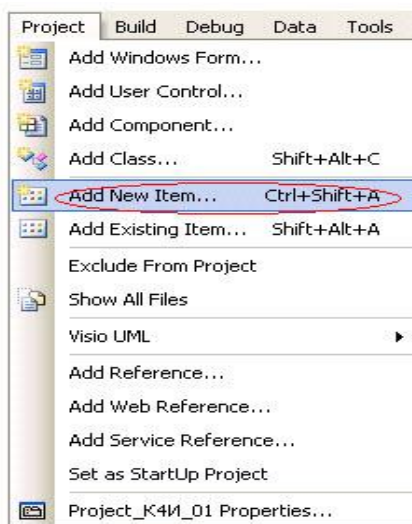 Project Build Debug Data Tools
Add Windows Form...
Add User Control...
Add Component...
Add Class... Shift+Alt+C
Add New Item... Ctrl+Shift+A
Add Existing Item... Shift+Alt+A
Exclude From Project
Show All Files
Visio UML
Add Reference...
Add Web Reference...
Add Service Reference...
Set as StartUp Project
Project_K4И_01 Properties...